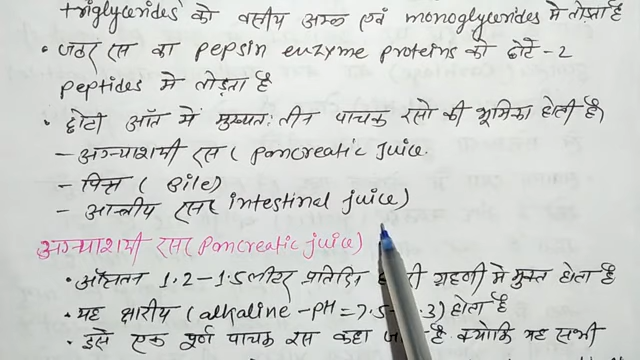 triglycerides को वसीय अम्ल एवं monoglycerides मे तोड़ता है
• जठर रस का pepsin enzyme proteins को छोटे-2
peptides मे तोड़ता है
• छोटी आँत में मुख्यतः तीन पाचक रसो की भूमिका होती है
- अग्न्याशयी रस ( pancreatic juice.
- पित्त ( Bile)
- आन्त्रीय रस( intestinal juice)
अग्न्याशयी रस( pancreatic juice)
• औसतन 1.2-1.5 लीटर प्रतिदिन ग्रहणी मे मुक्त होता है
• यह क्षारीय (alkaline -PH=7.5- 3) होता है
• इसे एक पूर्ण पाचक रस कहा है क्योकि यह सभी